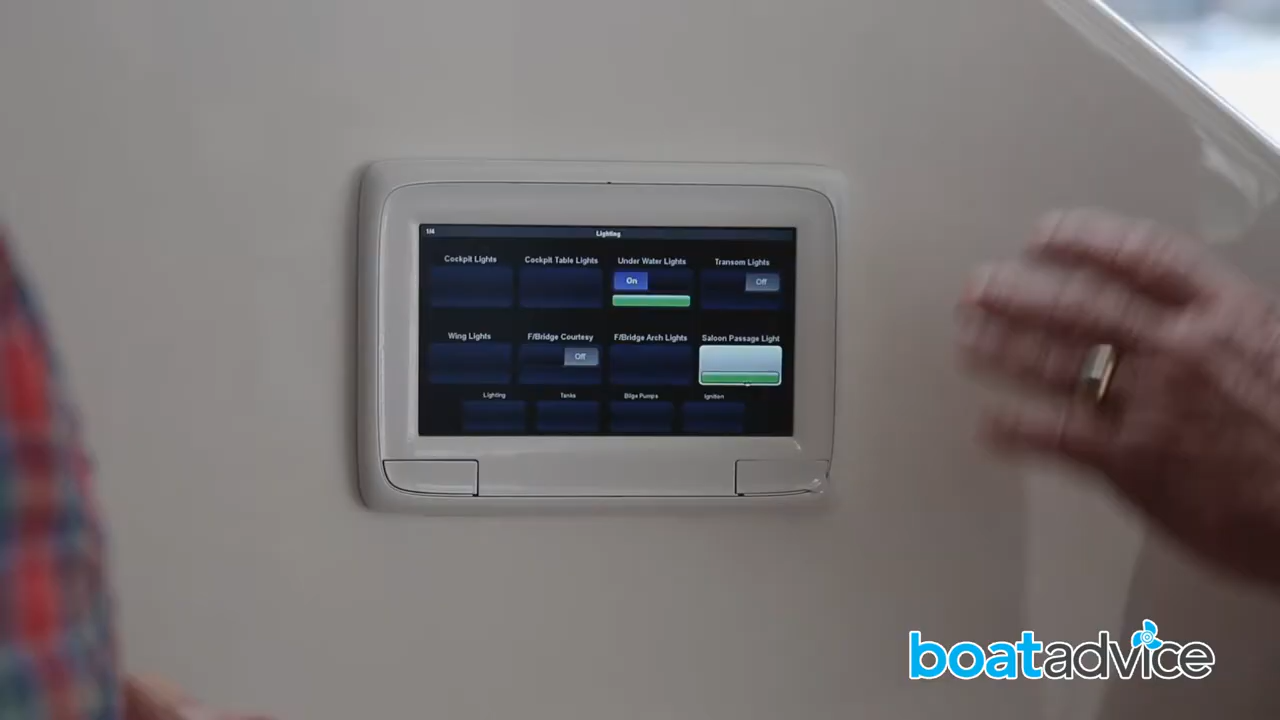 1/4 Lighting
Cockpit Lights Cockpit Table Lights Under Water Lights Transom Lights
On Off
Wing Lights F/Bridge Courtesy F/Bridge Arch Lights Saloon Passage Light
Off
Lighting Tanks Bilge Pumps Ignition
boatadvice